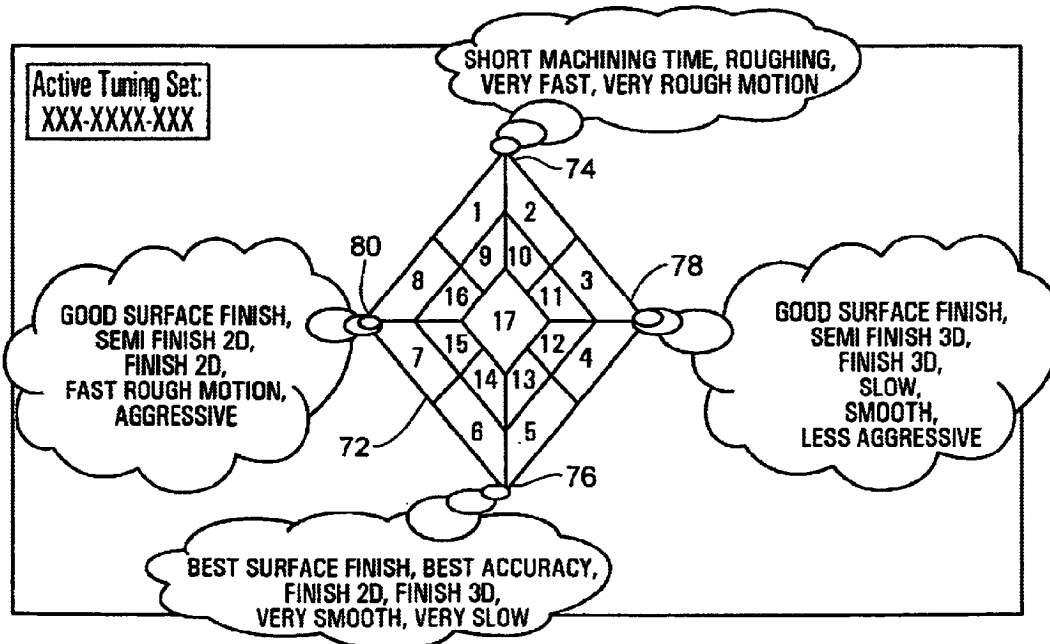 SHORT MACHINING TIME, ROUGHING,
VERY FAST, VERY ROUGH MOTION
Active Tuning Set:
XXX-XXXX-XXX
74
1 2
80
9 10
78
8 3
16 11
17
GOOD SURFACE FINISH,
SEMI FINISH 2D,
FINISH 2D,
FAST ROUGH MOTION,
AGGRESSIVE
GOOD SURFACE FINISH,
SEMI FINISH 3D,
FINISH 3D,
SLOW,
SMOOTH,
LESS AGGRESSIVE
15 12
7 4
14 13
72
6 5
76
BEST SURFACE FINISH, BEST ACCURACY,
FINISH 2D, FINISH 3D,
VERY SMOOTH, VERY SLOW